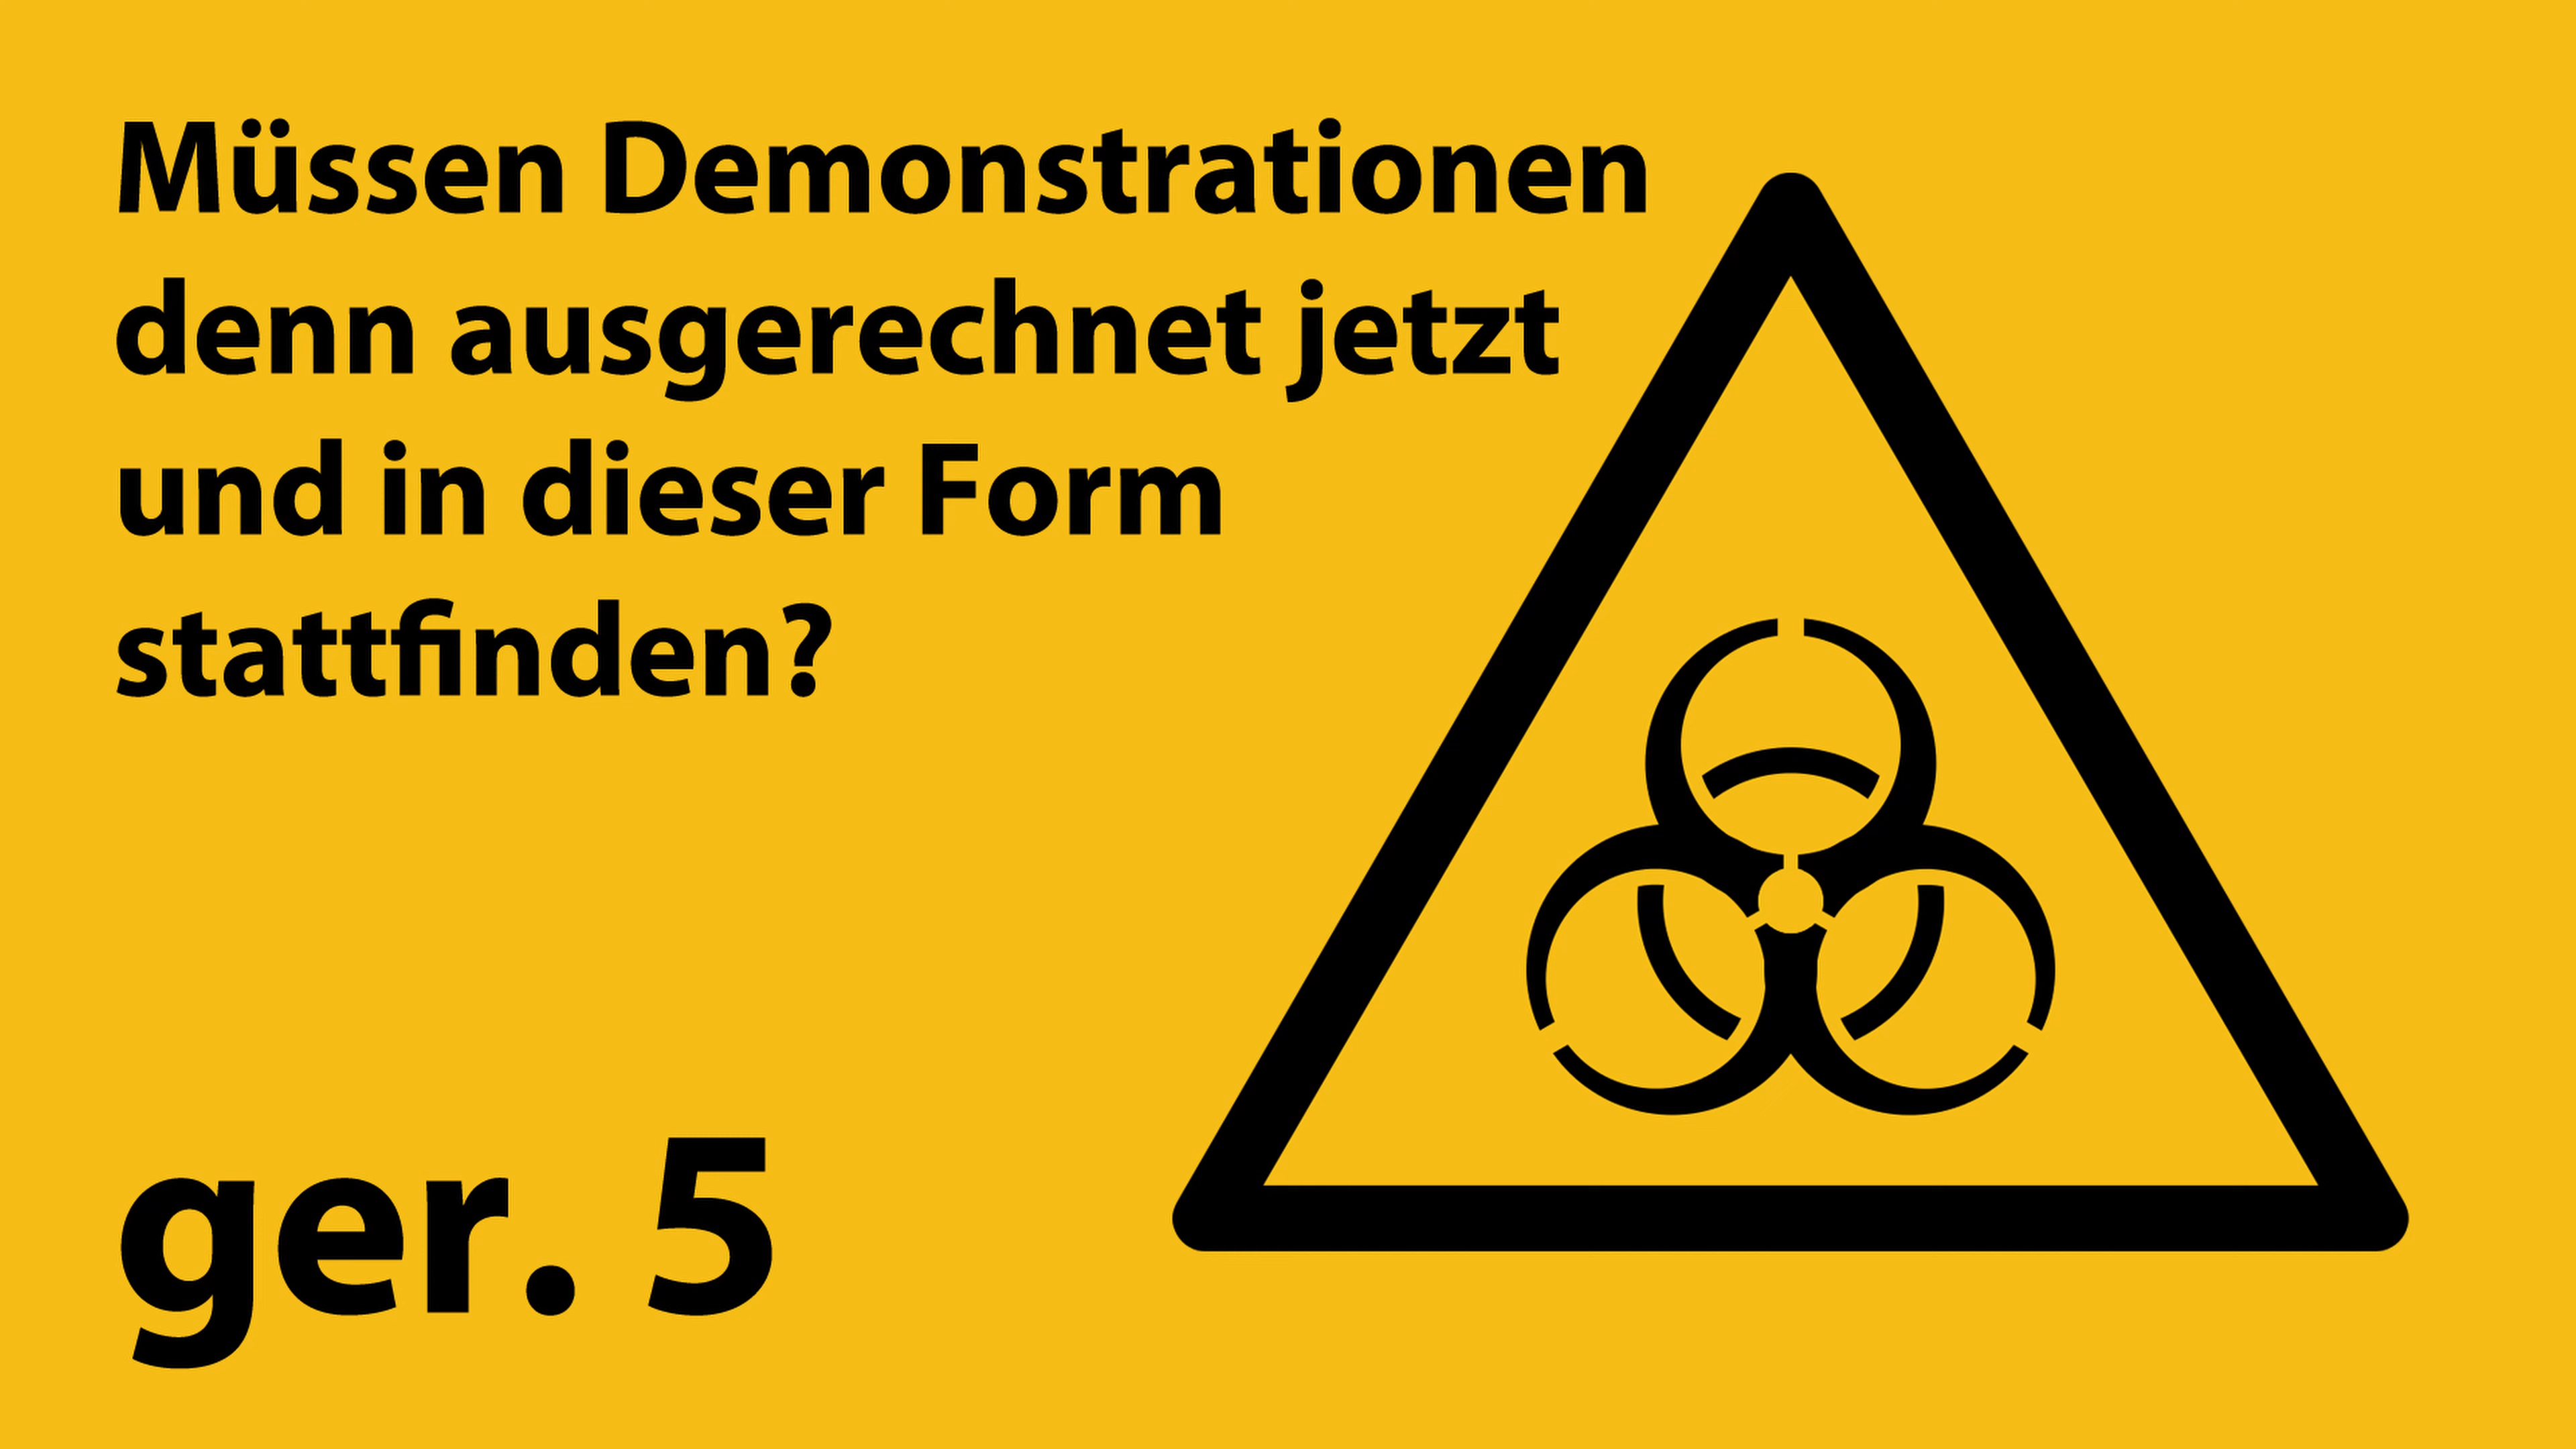 Müssen Demonstrationen
denn ausgerechnet jetzt
und in dieser Form
stattfinden?
ger. 5